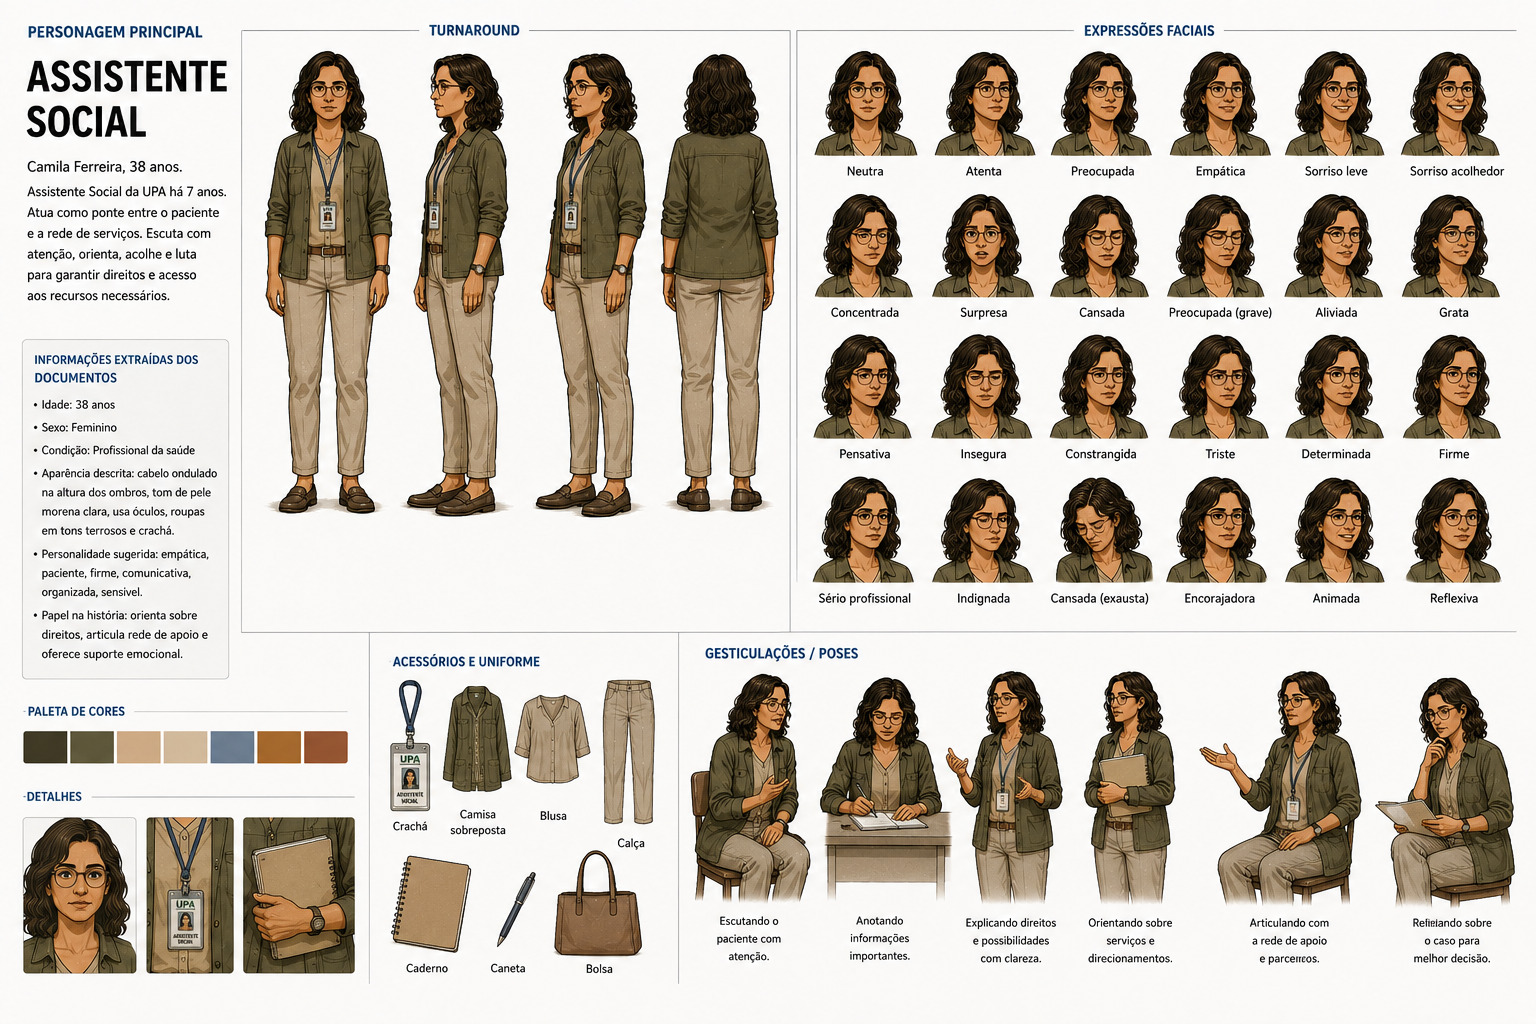 PERSONAGEM PRINCIPAL
ASSISTENTE
SOCIAL
Camila Ferreira, 38 anos.
Assistente Social da UPA há 7 anos.
Atua como ponte entre o paciente
e a rede de serviços. Escuta com
atenção, orienta, acolhe e luta
para garantir direitos e acesso
aos recursos necessários.
INFORMAÇÕES EXTRAÍDAS DOS
DOCUMENTOS
• Idade: 38 anos
• Sexo: Feminino
• Condição: Profissional da saúde
• Aparência descrita: cabelo ondulado
na altura dos ombros, tom de pele
morena clara, usa óculos, roupas
em tons terrosos e crachá.
• Personalidade sugerida: empática,
paciente, firme, comunicativa,
organizada, sensível.
• Papel na história: orienta sobre
direitos, articula rede de apoio e
oferece suporte emocional.
PALETA DE CORES
DETALHES
UPA
ASSISTENTE
SOCIAL
TURNAROUND
EXPRESSÕES FACIAIS
Neutra
Atenta
Preocupada
Empática
Sorriso leve
Sorriso acolhedor
Concentrada
Surpresa
Cansada
Preocupada (grave)
Aliviada
Grata
Pensativa
Insegura
Constrangida
Triste
Determinada
Firme
Sério profissional
Indignada
Cansada (exausta)
Encorajadora
Animada
Reflexiva
ACESSÓRIOS E UNIFORME
UPA
ASSISTENTE
SOCIAL
Crachá
Camisa
sobreposta
Blusa
Calça
Caderno
Caneta
Bolsa
GESTICULAÇÕES / POSES
Escutando o
paciente com
atenção.
Anotando
informações
importantes.
Explicando direitos
e possibilidades
com clareza.
Orientando sobre
serviços e
direcionamentos.
Articulando com
a rede de apoio
e parceiros.
sobre
o caso para
melhor decisão.